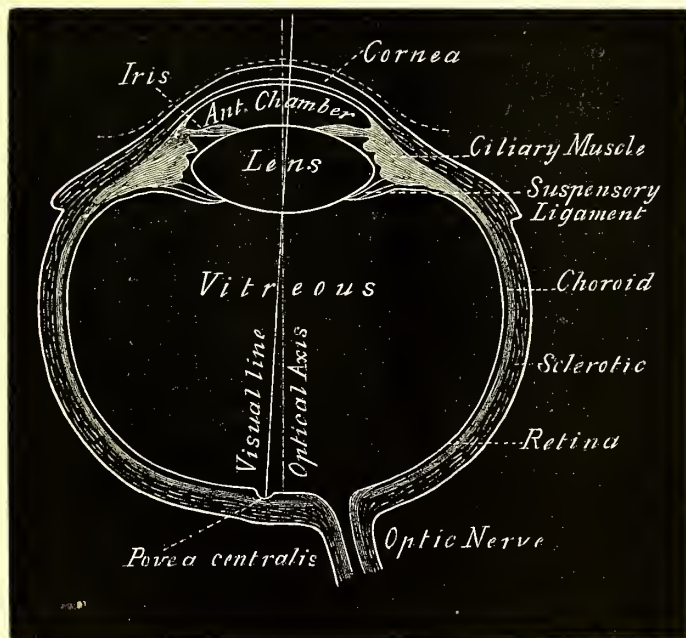 Cornea
Iris
Ant. Chamber
Lens
Ciliary Muscle
Suspensory
Ligament
Vitreous
Choroid
Visual line
Optical Axis
Sclerotic
Retina
Povea centralis
Optic Nerve